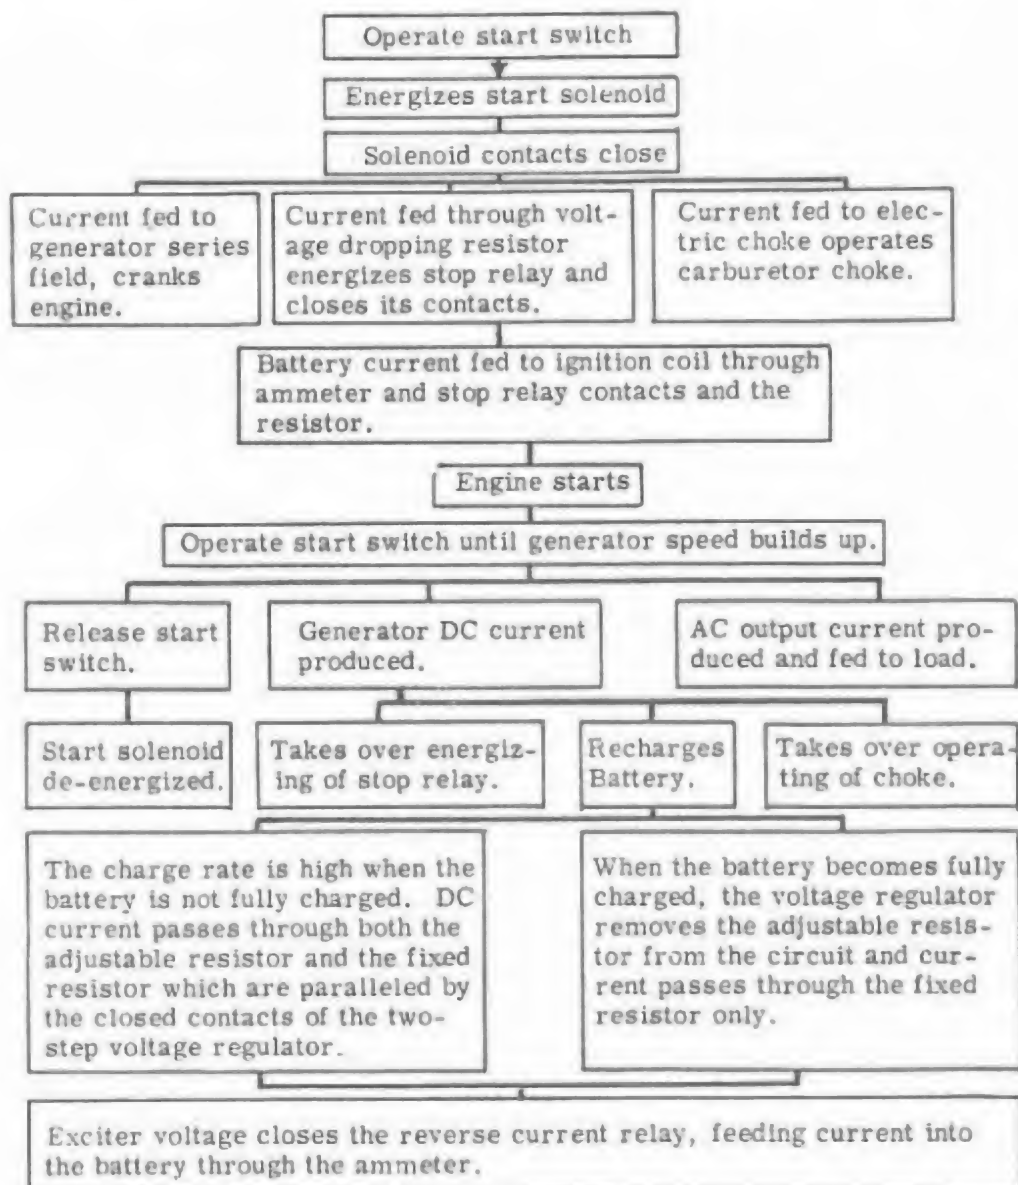 Operate start switch
Energizes start solenoid
Solenoid contacts close
Current fed to
generator series
field, cranks
engine.
Current fed through volt-
age dropping resistor
energizes stop relay and
closes its contacts.
Current fed to elec-
tric choke operates
carburetor choke.
Battery current fed to ignition coil through
ammeter and stop relay contacts and the
resistor.
Engine starts
Operate start switch until generator speed builds up.
Release start
switch.
Generator DC current
produced.
AC output current pro-
duced and fed to load.
Start solenoid
de-energized.
Takes over energiz-
ing of stop relay.
Recharges
Battery.
Takes over opera-
ting of choke.
The charge rate is high when the
battery is not fully charged. DC
current passes through both the
adjustable resistor and the fixed
resistor which are paralleled by
the closed contacts of the two-
step voltage regulator.
When the battery becomes fully
charged, the voltage regulator
removes the adjustable resis-
tor from the circuit and cur-
rent passes through the fixed
resistor only.
Exciter voltage closes the reverse current relay, feeding current into
the battery through the ammeter.